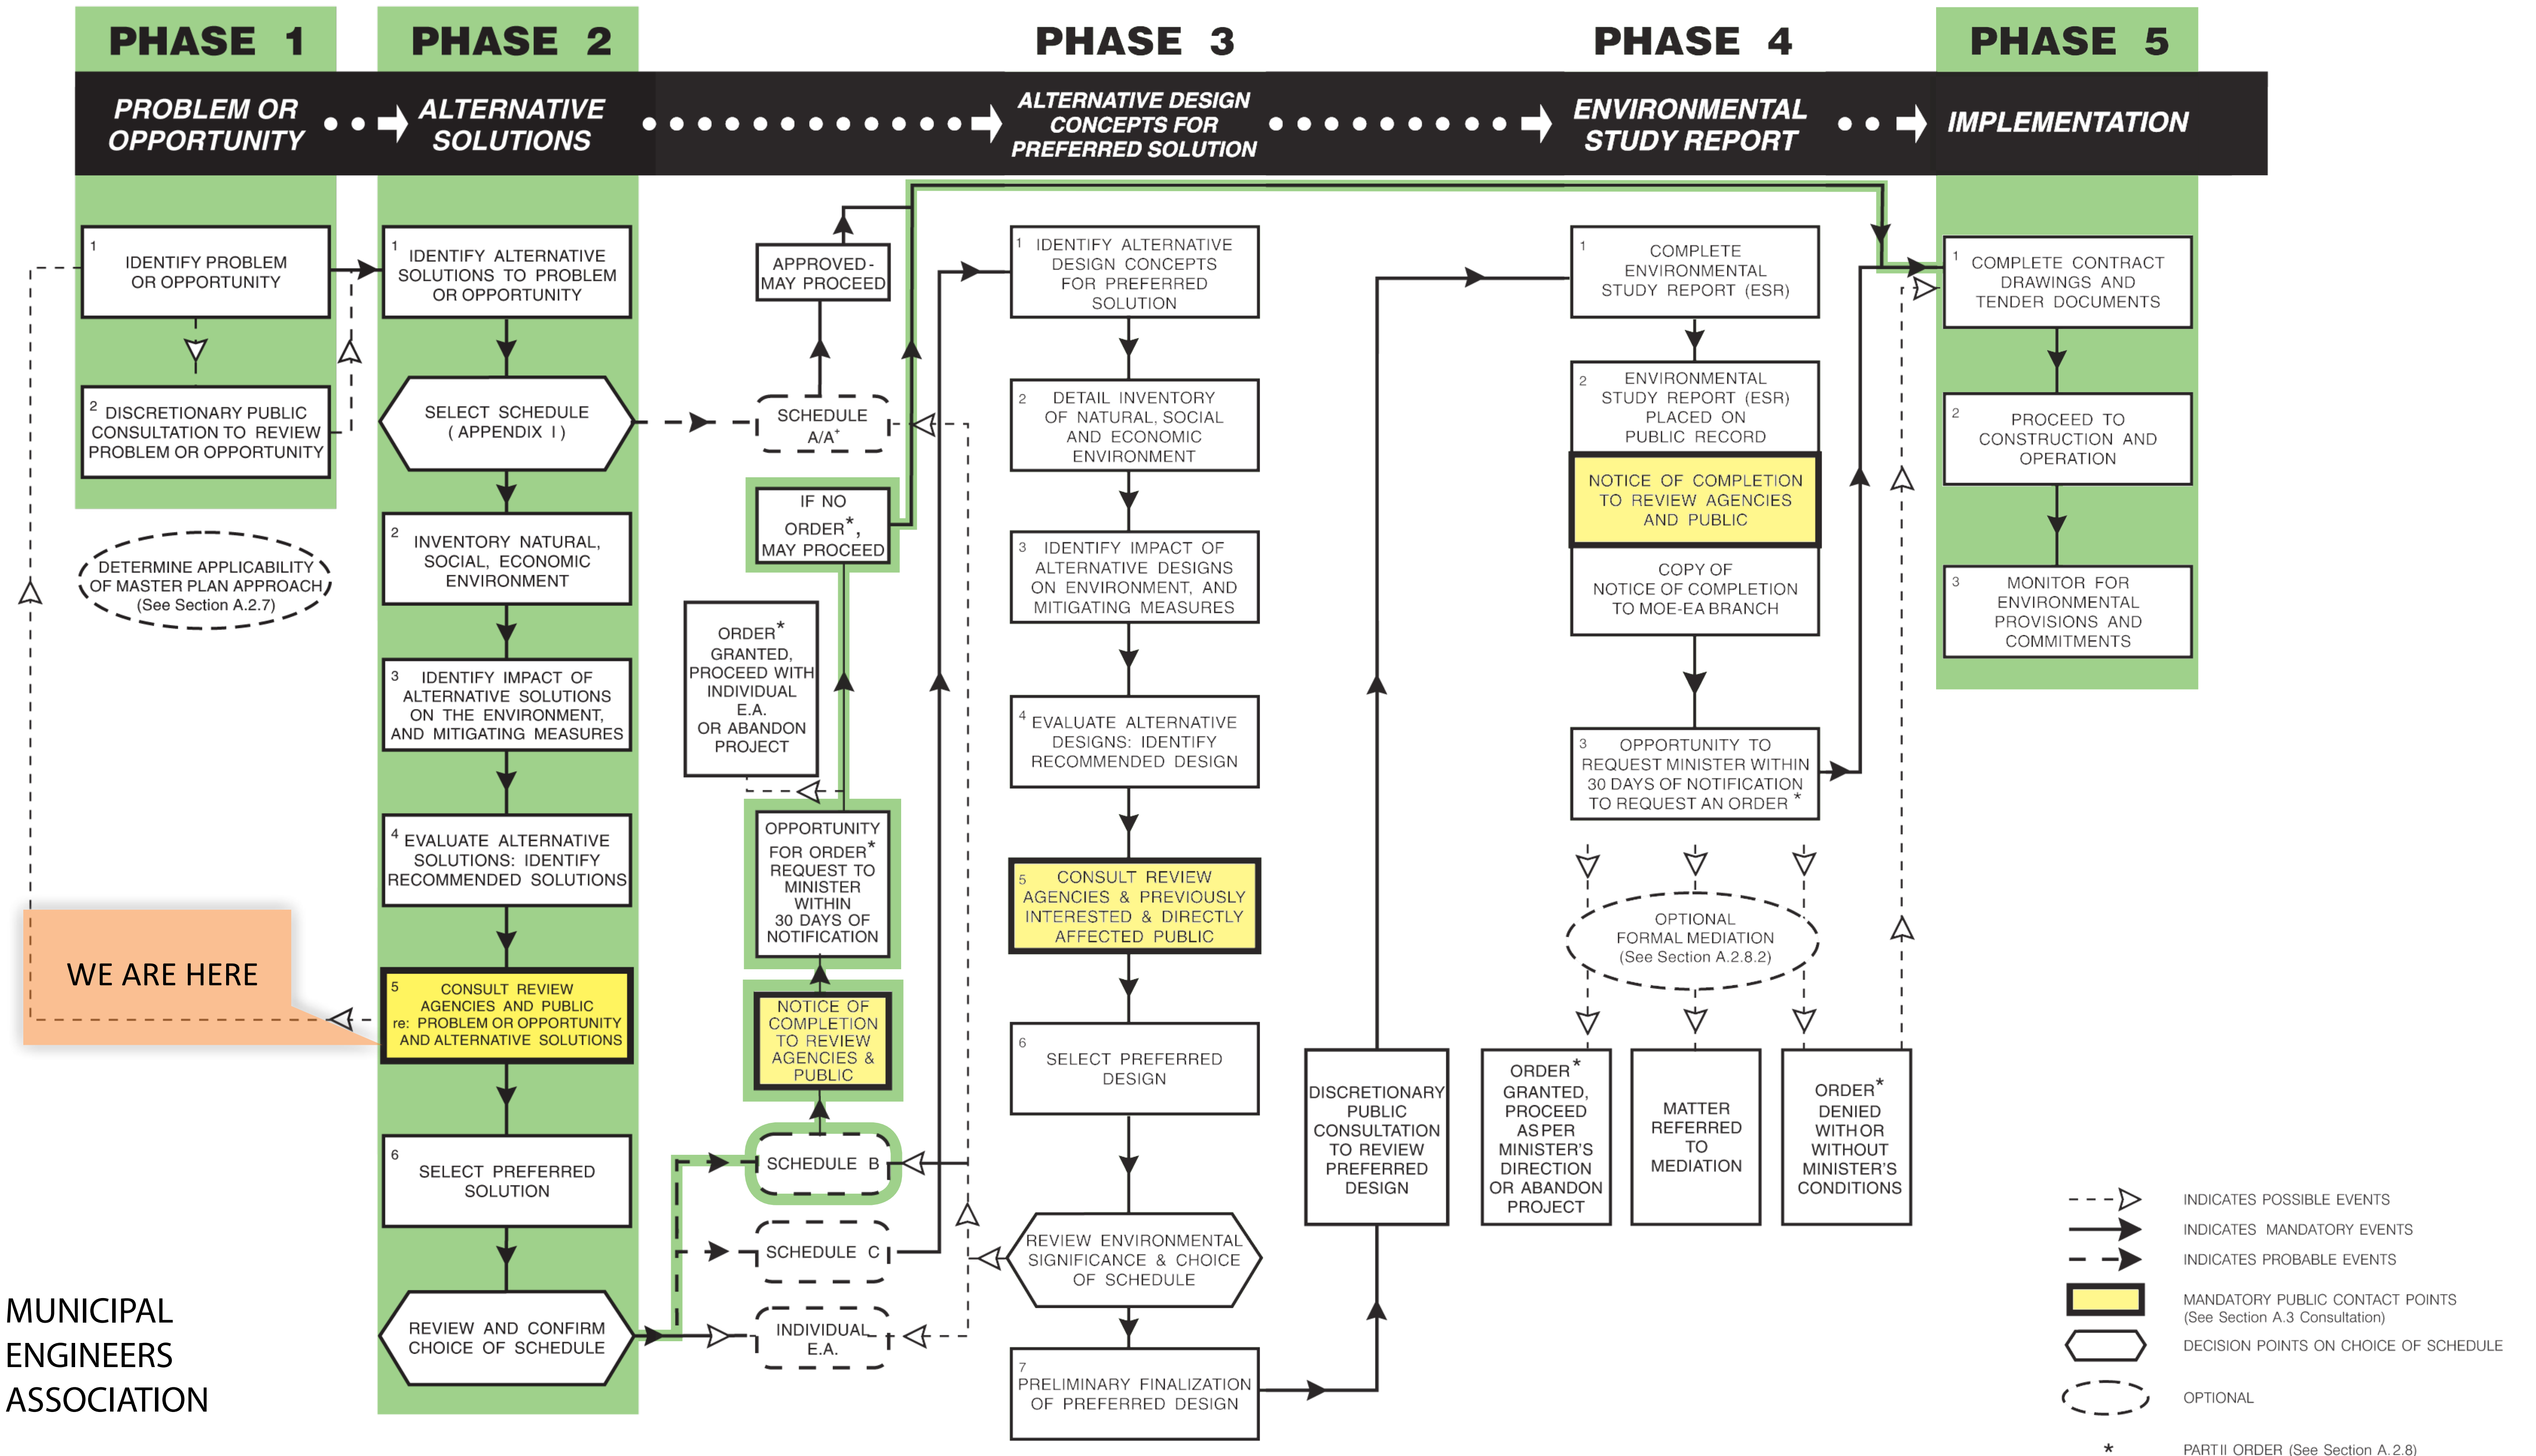 PHASE 1
PHASE 2
PHASE 3
PHASE 4
PHASE 5
PROBLEM OR
OPPORTUNITY
ALTERNATIVE
SOLUTIONS
ALTERNATIVE DESIGN
CONCEPTS FOR
PREFERRED SOLUTION
ENVIRONMENTAL
STUDY REPORT
IMPLEMENTATION
1
IDENTIFY PROBLEM
OR OPPORTUNITY
2
DISCRETIONARY PUBLIC
CONSULTATION TO REVIEW
PROBLEM OR OPPORTUNITY
DETERMINE APPLICABILITY
OF MASTER PLAN APPROACH
(See Section A.2.7)
WE ARE HERE
MUNICIPAL
ENGINEERS
ASSOCIATION
1
IDENTIFY ALTERNATIVE
SOLUTIONS TO PROBLEM
OR OPPORTUNITY
SELECT SCHEDULE
( APPENDIX I )
2
INVENTORY NATURAL,
SOCIAL, ECONOMIC
ENVIRONMENT
3
IDENTIFY IMPACT OF
ALTERNATIVE SOLUTIONS
ON THE ENVIRONMENT,
AND MITIGATING MEASURES
4
EVALUATE ALTERNATIVE
SOLUTIONS: IDENTIFY
RECOMMENDED SOLUTIONS
5
CONSULT REVIEW
AGENCIES AND PUBLIC
re: PROBLEM OR OPPORTUNITY
AND ALTERNATIVE SOLUTIONS
6
SELECT PREFERRED
SOLUTION
REVIEW AND CONFIRM
CHOICE OF SCHEDULE
APPROVED-
MAY PROCEED
SCHEDULE
A/A+
IF NO
ORDER*,
MAY PROCEED
ORDER*
GRANTED,
PROCEED WITH
INDIVIDUAL
E.A.
OR ABANDON
PROJECT
OPPORTUNITY
FOR ORDER*
REQUEST TO
MINISTER
WITHIN
30 DAYS OF
NOTIFICATION
NOTICE OF
COMPLETION
TO REVIEW
AGENCIES &
PUBLIC
SCHEDULE B
SCHEDULE C
INDIVIDUAL
E.A.
1
IDENTIFY ALTERNATIVE
DESIGN CONCEPTS
FOR PREFERRED
SOLUTION
2
DETAIL INVENTORY
OF NATURAL, SOCIAL
AND ECONOMIC
ENVIRONMENT
3
IDENTIFY IMPACT OF
ALTERNATIVE DESIGNS
ON ENVIRONMENT, AND
MITIGATING MEASURES
4
EVALUATE ALTERNATIVE
DESIGNS: IDENTIFY
RECOMMENDED DESIGN
5
CONSULT REVIEW
AGENCIES & PREVIOUSLY
INTERESTED & DIRECTLY
AFFECTED PUBLIC
6
SELECT PREFERRED
DESIGN
REVIEW ENVIRONMENTAL
SIGNIFICANCE & CHOICE
OF SCHEDULE
7
PRELIMINARY FINALIZATION
OF PREFERRED DESIGN
DISCRETIONARY
PUBLIC
CONSULTATION
TO REVIEW
PREFERRED
DESIGN
1
COMPLETE
ENVIRONMENTAL
STUDY REPORT (ESR)
2
ENVIRONMENTAL
STUDY REPORT (ESR)
PLACED ON
PUBLIC RECORD
NOTICE OF COMPLETION
TO REVIEW AGENCIES
AND PUBLIC
COPY OF
NOTICE OF COMPLETION
TO MOE-EA BRANCH
3
OPPORTUNITY TO
REQUEST MINISTER WITHIN
30 DAYS OF NOTIFICATION
TO REQUEST AN ORDER *
OPTIONAL
FORMAL MEDIATION
(See Section A.2.8.2)
ORDER*
GRANTED,
PROCEED
AS PER
MINISTER'S
DIRECTION
OR ABANDON
PROJECT
MATTER
REFERRED
TO
MEDIATION
ORDER*
DENIED
WITH OR
WITHOUT
MINISTER'S
CONDITIONS
1
COMPLETE CONTRACT
DRAWINGS AND
TENDER DOCUMENTS
2
PROCEED TO
CONSTRUCTION AND
OPERATION
3
MONITOR FOR
ENVIRONMENTAL
PROVISIONS AND
COMMITMENTS
INDICATES POSSIBLE EVENTS
INDICATES MANDATORY EVENTS
INDICATES PROBABLE EVENTS
MANDATORY PUBLIC CONTACT POINTS
(See Section A.3 Consultation)
DECISION POINTS ON CHOICE OF SCHEDULE
OPTIONAL
* PART II ORDER (See Section A.2.8)